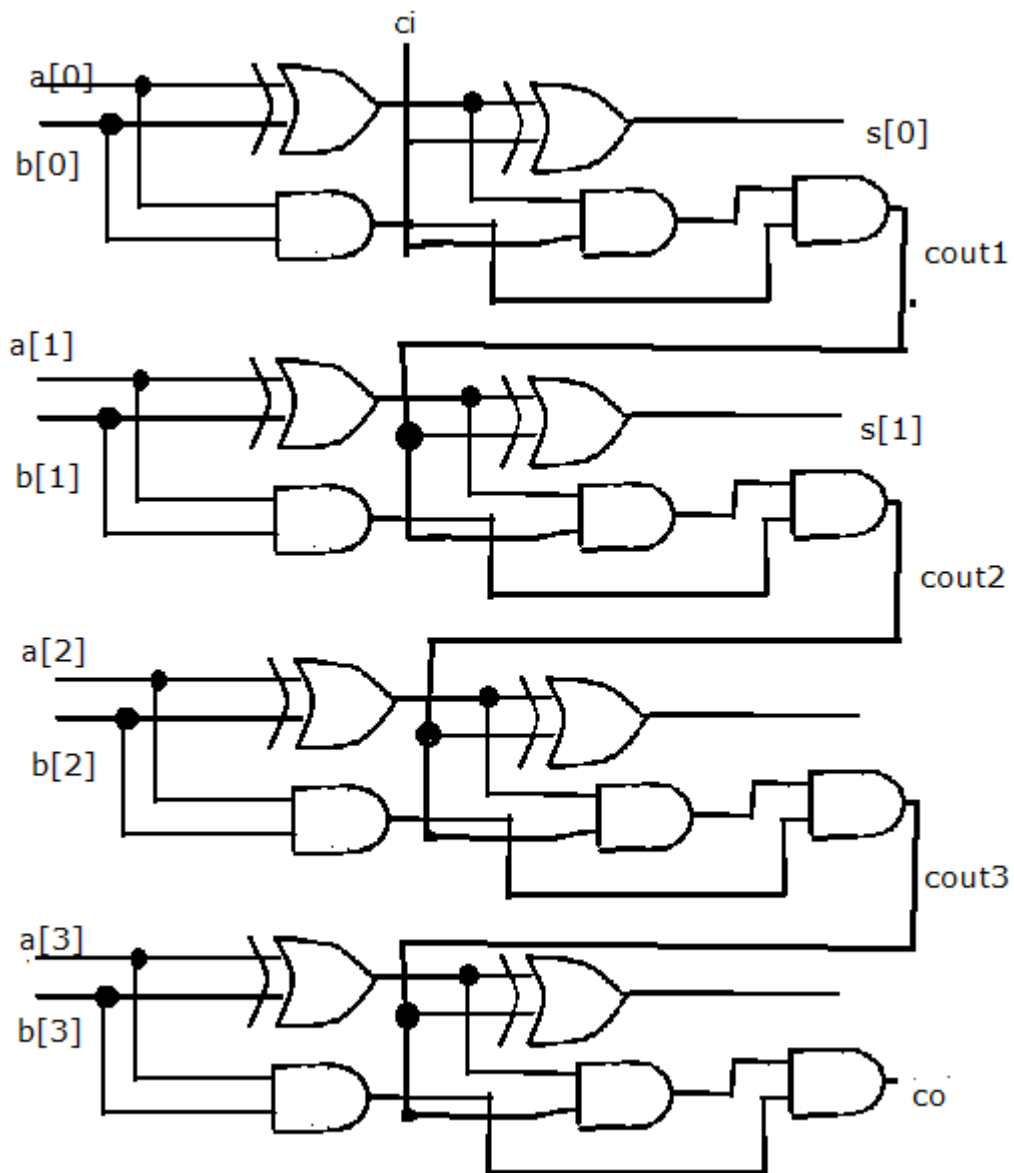 ci
a[0]
b[0]
s[0]
cout1
a[1]
b[1]
s[1]
cout2
a[2]
b[2]
cout3
a[3]
b[3]
co